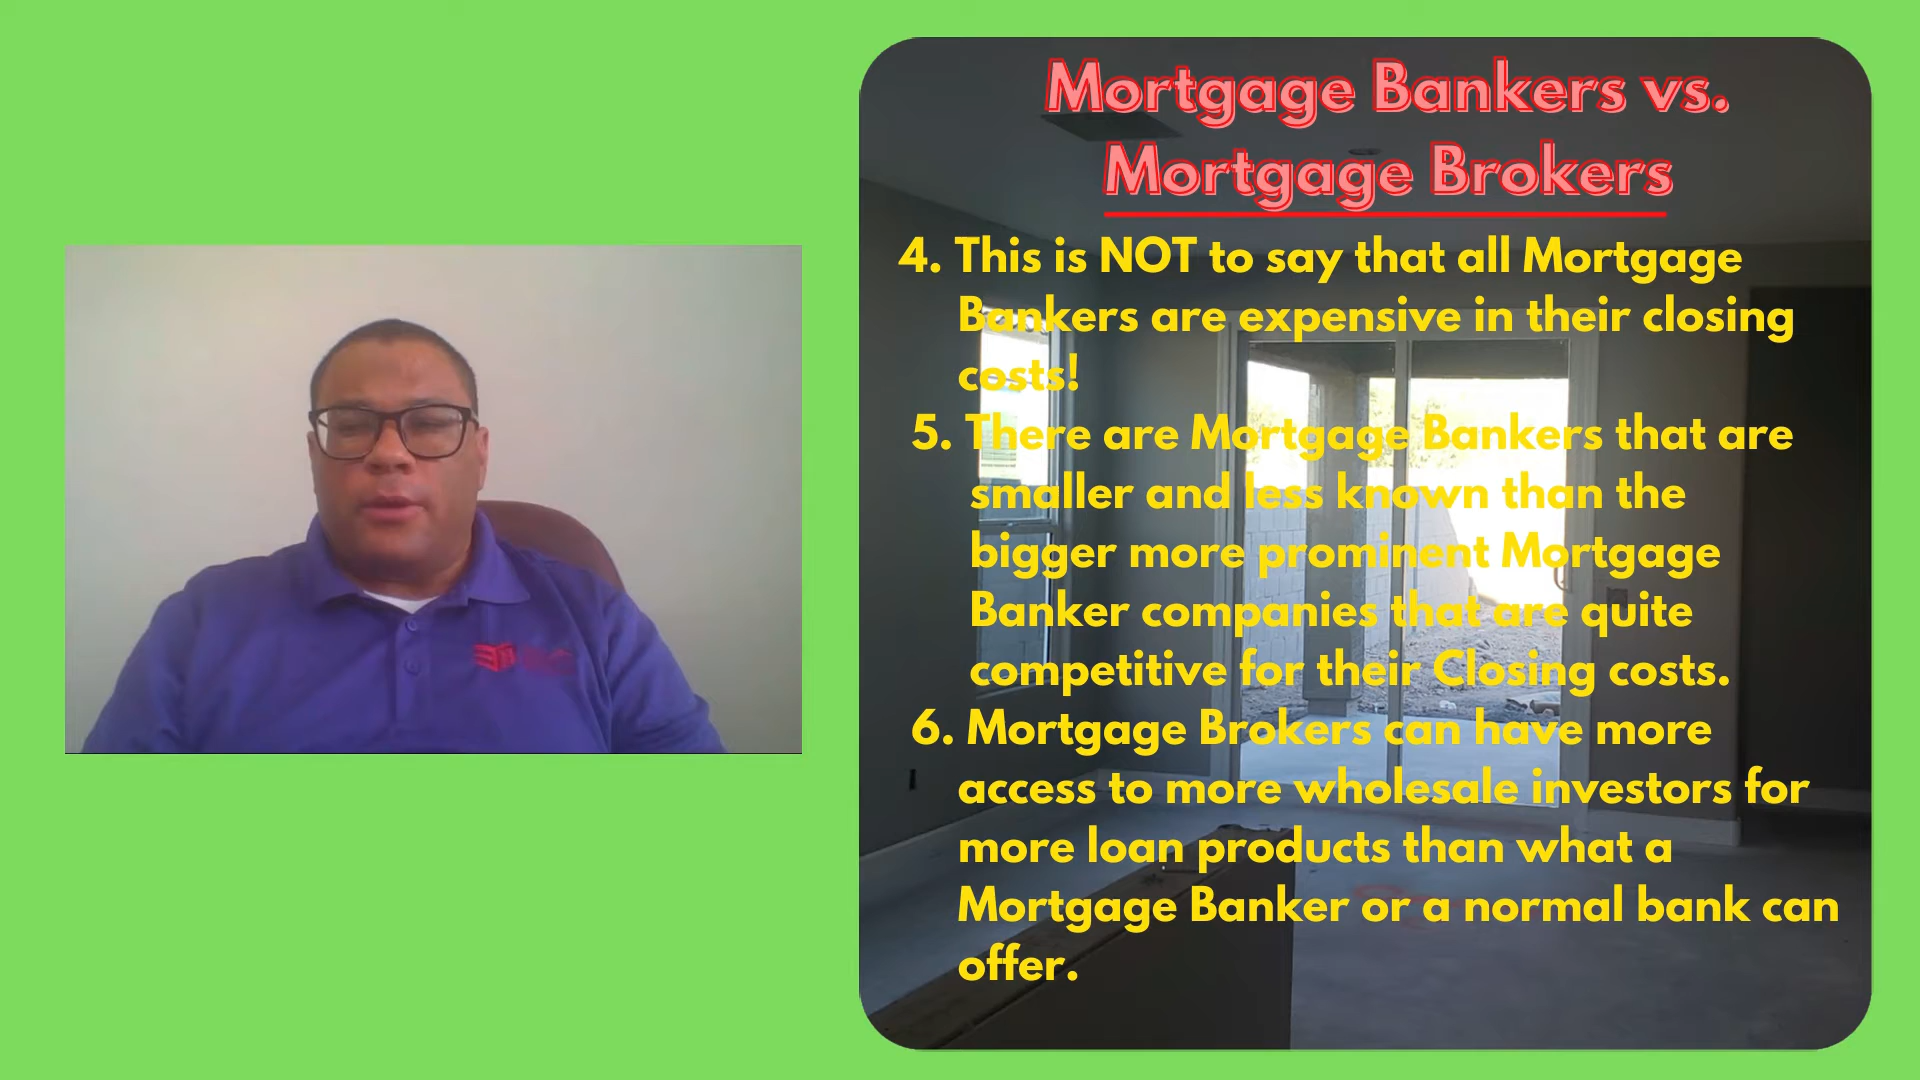 Mortgage Bankers vs.
Mortgage Brokers
4. This is NOT to say that all Mortgage
Bankers are expensive in their closing
costs!
5. There are Mortgage Bankers that are
smaller and less known than the
bigger more prominent Mortgage
Banker companies that are quite
competitive for their Closing costs.
6. Mortgage Brokers can have more
access to more wholesale investors for
more loan products than what a
Mortgage Banker or a normal bank can
offer.